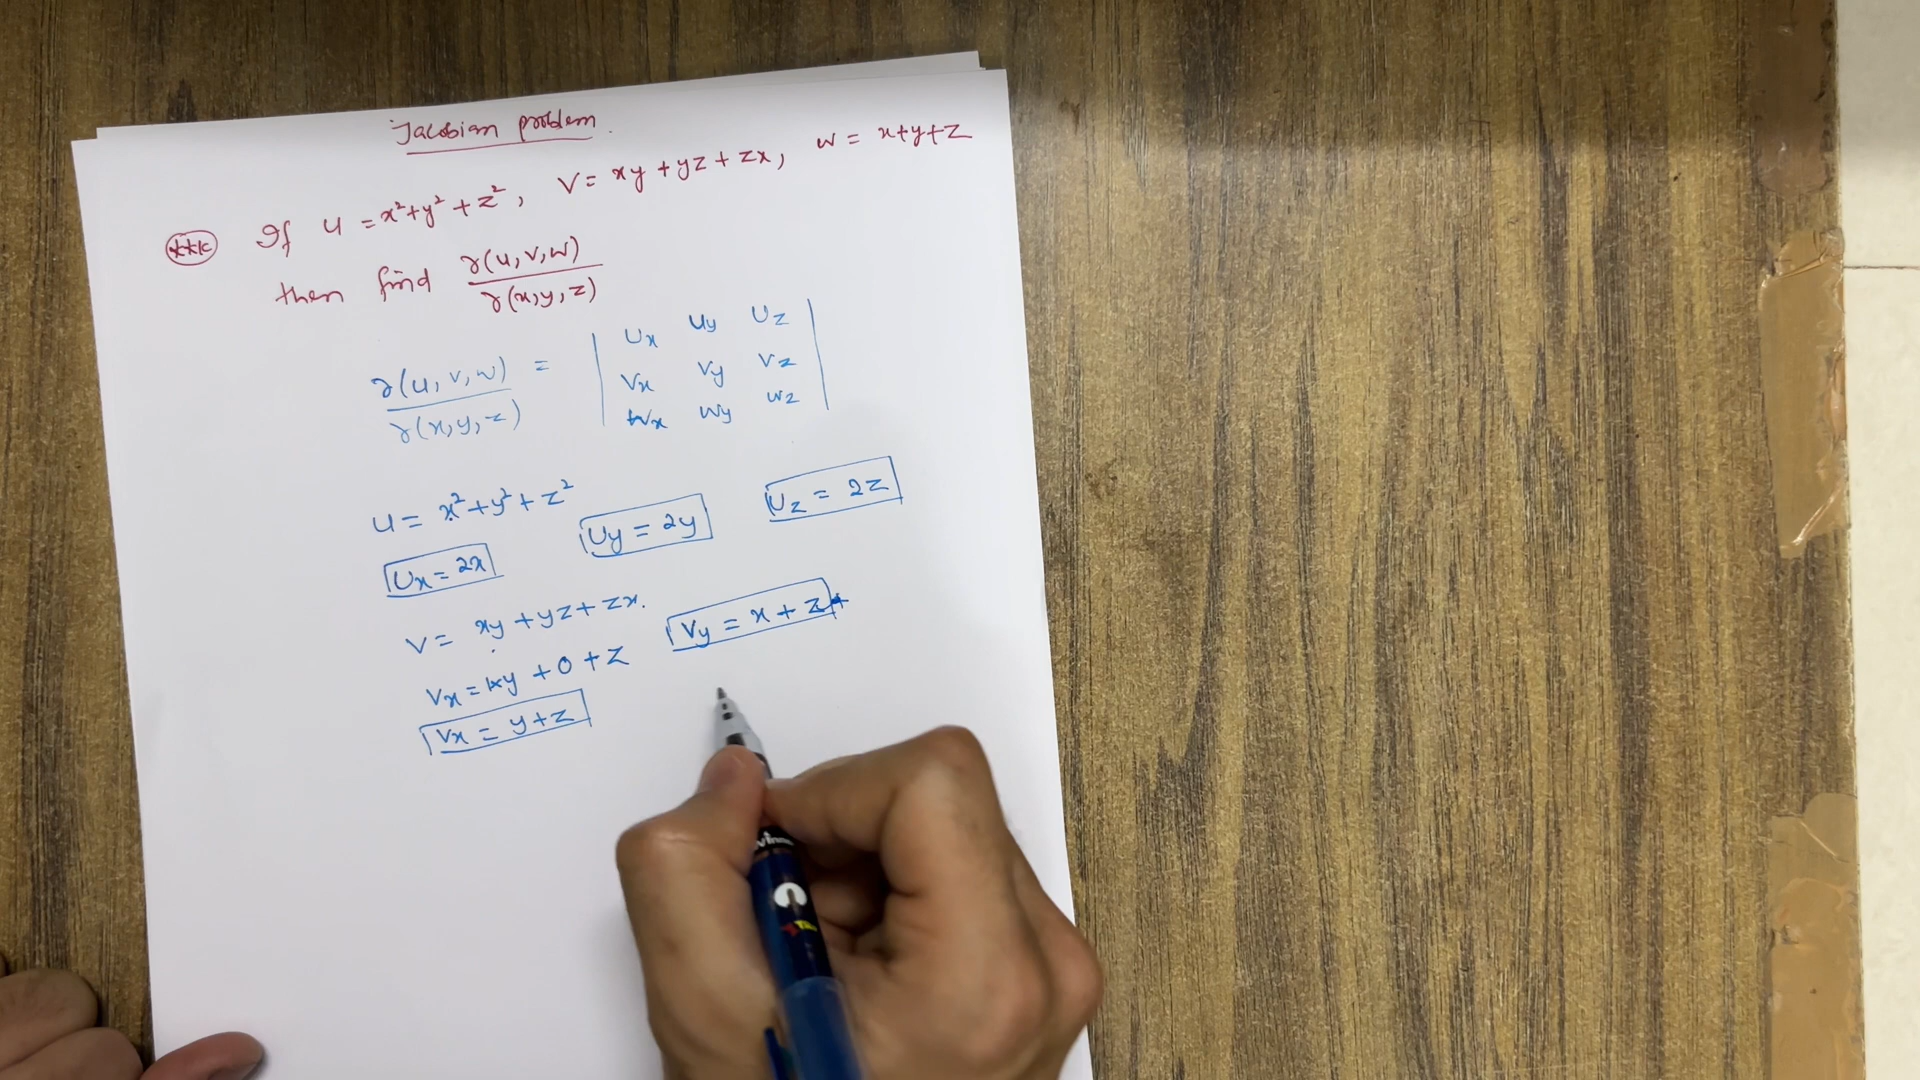 Jacobian problem.
*** If u = x²+y²+z², V = xy+yz+zx, w = x+y+z
then find ∂(u,v,w)/∂(x,y,z)
∂(u,v,w)/∂(x,y,z) = | Ux Uy Uz |
| Vx Vy Vz |
| Wx Wy Wz |
u = x²+y²+z²
Ux = 2x Uy = 2y Uz = 2z
V = xy+yz+zx.
Vx = 1xy+0+z Vy = x+z+
Vx = y+z